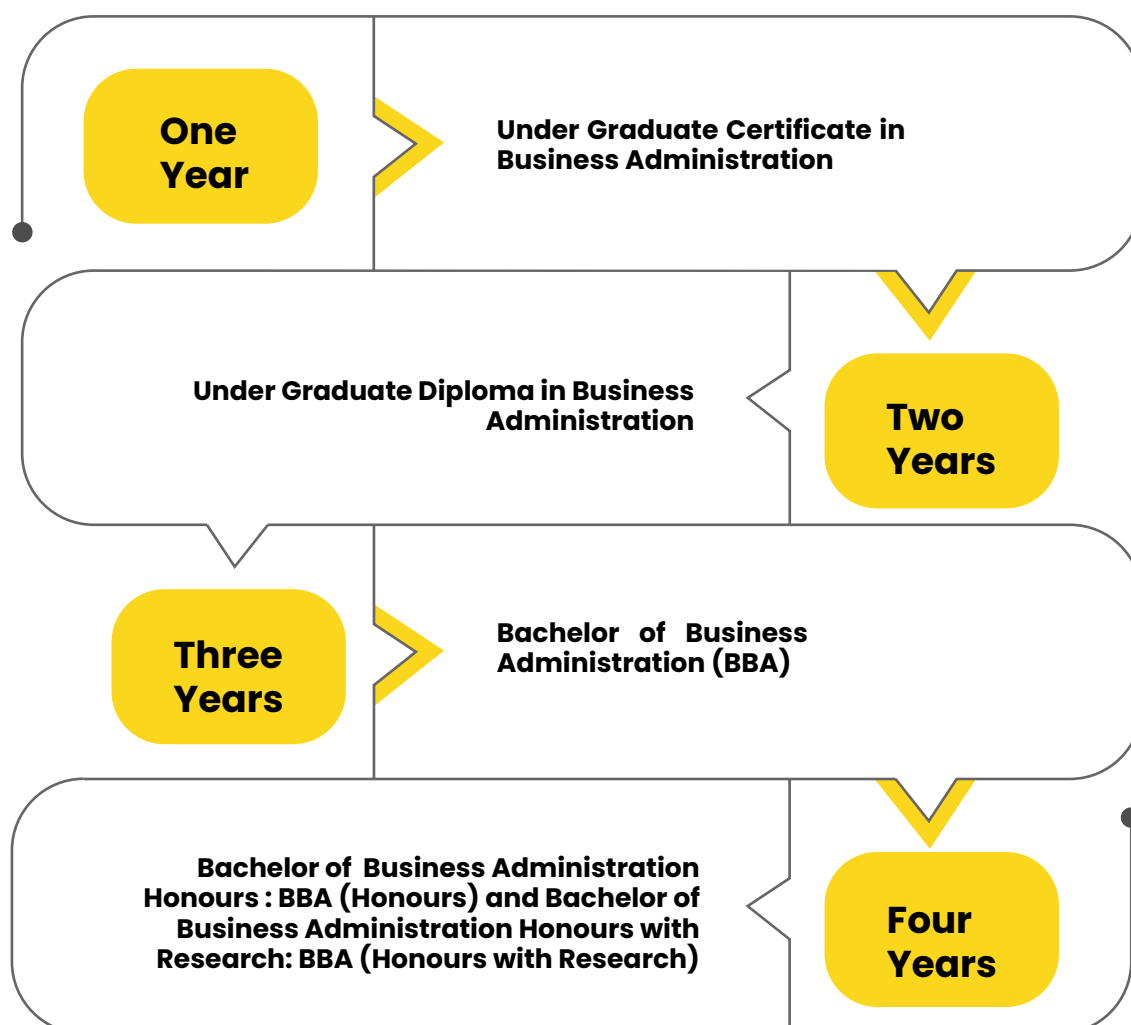 One
Year
Under Graduate Certificate in
Business Administration
Under Graduate Diploma in Business
Administration
Two
Years
Three
Years
Bachelor of Business
Administration (BBA)
Bachelor of Business Administration
Honours : BBA (Honours) and Bachelor of
Business Administration Honours with
Research: BBA (Honours with Research)
Four
Years